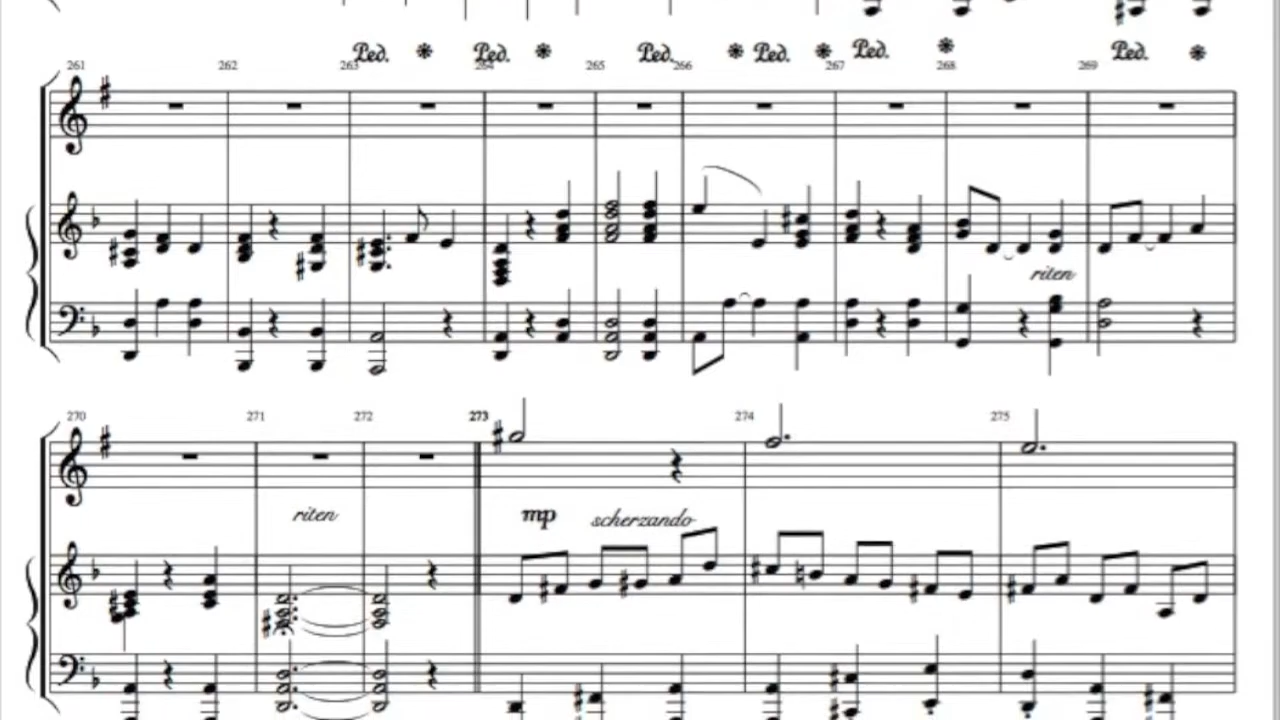 Ped. Ped. Ped. Ped. Ped. Ped.
261 262 263 264 265 266 267 268 269
riten
270 271 272 273 274 275
riten mp scherzando